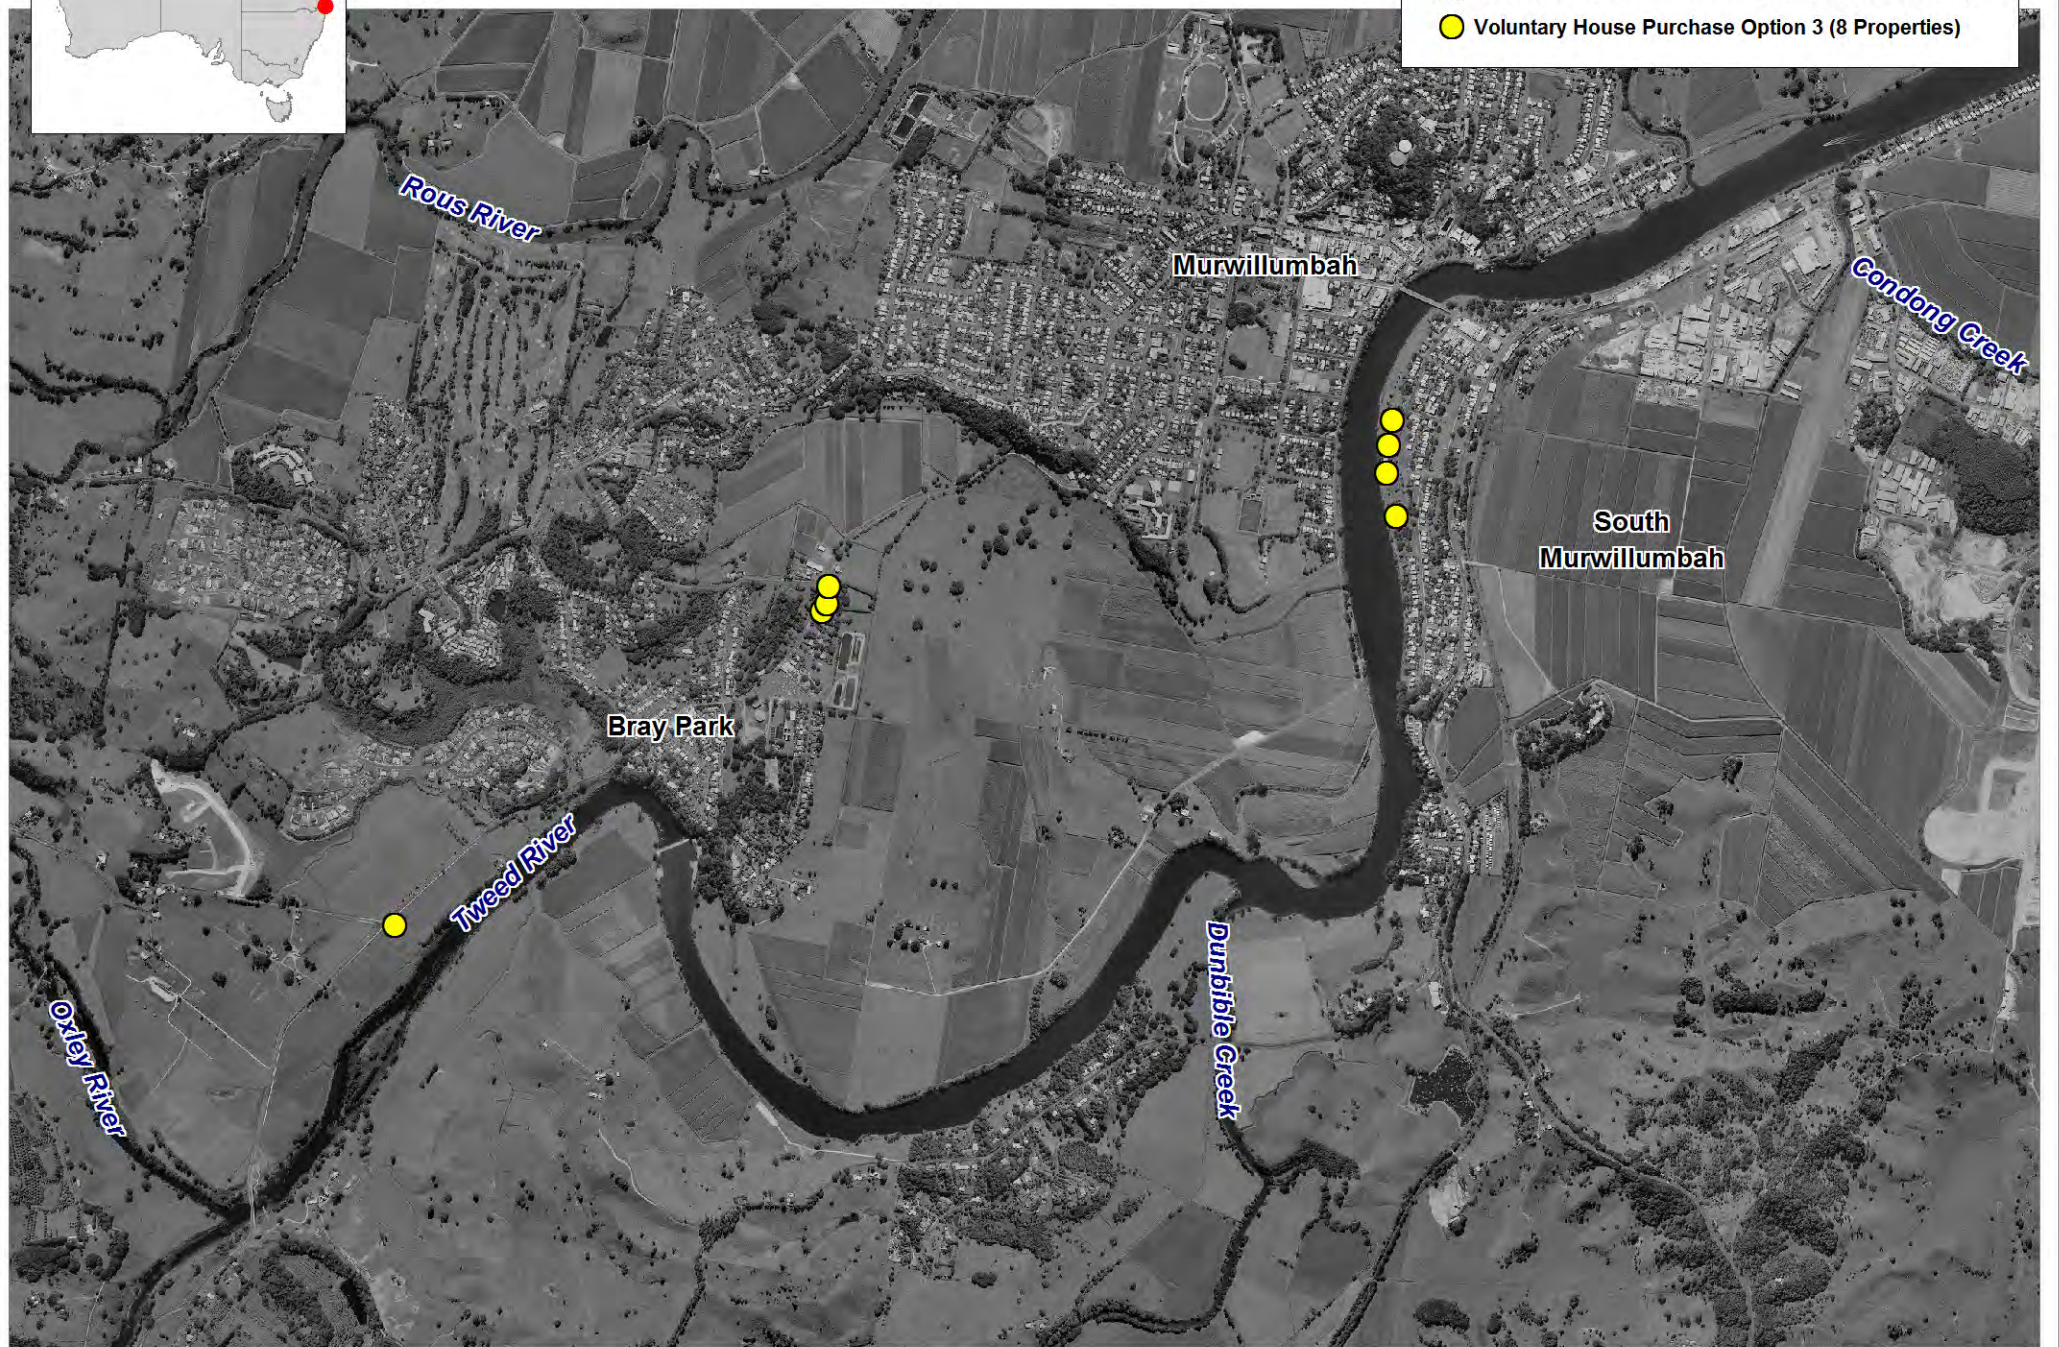 Voluntary House Purchase Option 3 (8 Properties)
Rous River
Murwillumbah
Condong Creek
South
Murwillumbah
Bray Park
Tweed River
Dunbible Creek
Oxley River